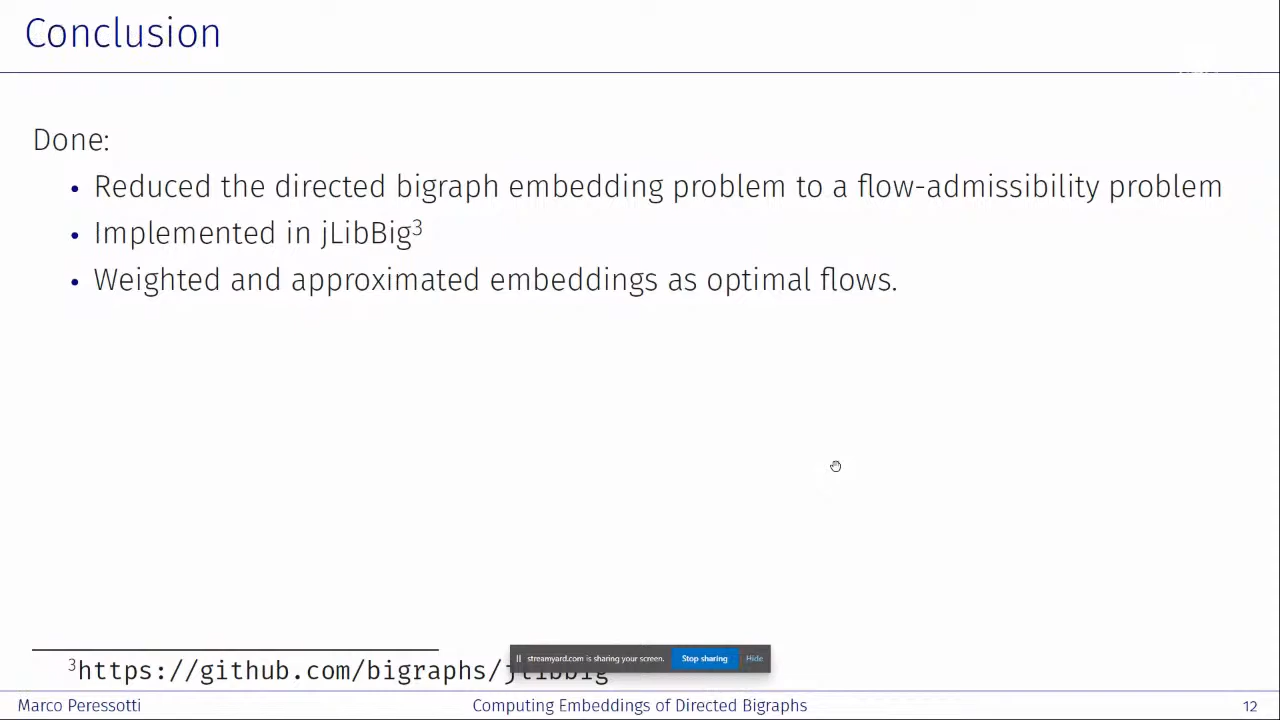 Conclusion
Done:
• Reduced the directed bigraph embedding problem to a flow-admissibility problem
• Implemented in jLibBig³
• Weighted and approximated embeddings as optimal flows.
streamyard.com is sharing your screen. Stop sharing Hide
³https://github.com/bigraphs/jlibbig
Marco Peressotti Computing Embeddings of Directed Bigraphs 12